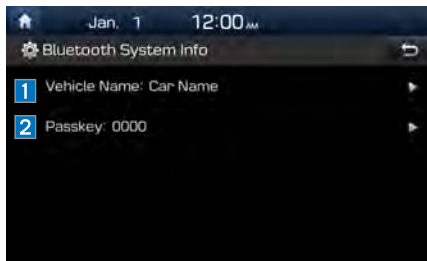 Jan. 1 12:00 AM
Bluetooth System Info
1 Vehicle Name: Car Name
2 Passkey: 0000